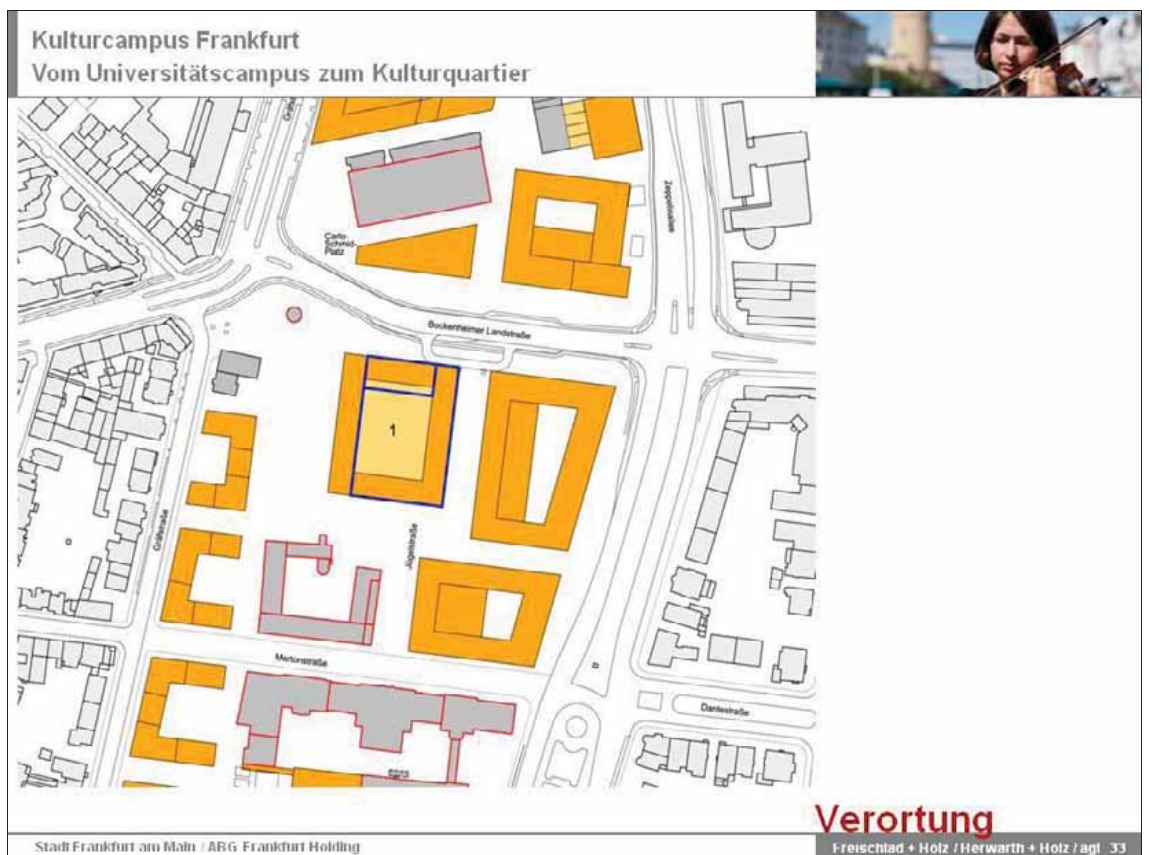 Kulturcampus Frankfurt
Vom Universitätscampus zum Kulturquartier
Zeppelinallee
Carlo-
Schmid-
Platz
Bockenheimer Landstraße
1
Gräfstraße
Jügelstraße
Mertonstraße
Dantestraße
Verortung
Stadt Frankfurt am Main / ABG Frankfurt Holding
Freischlad + Holz / Herwarth + Holz / agl 33